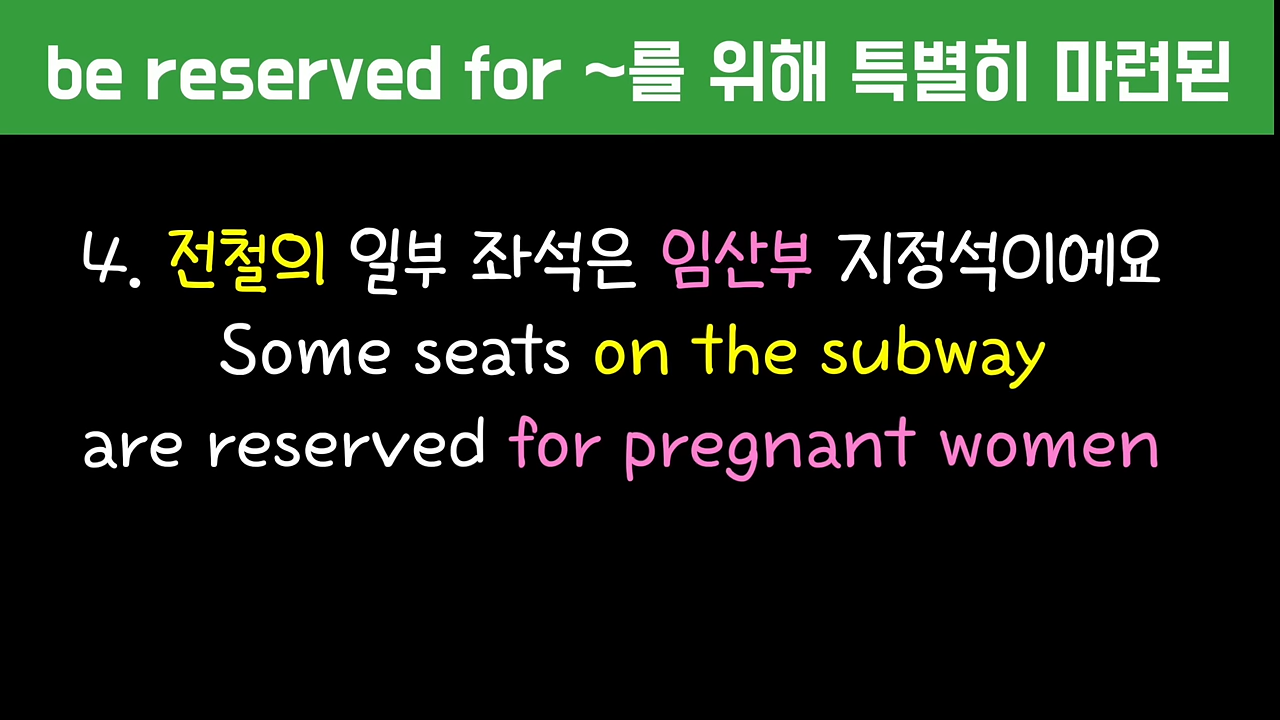 be reserved for ~를 위해 특별히 마련된
4. 전철의 일부 좌석은 임산부 지정석이에요
Some seats on the subway
are reserved for pregnant women